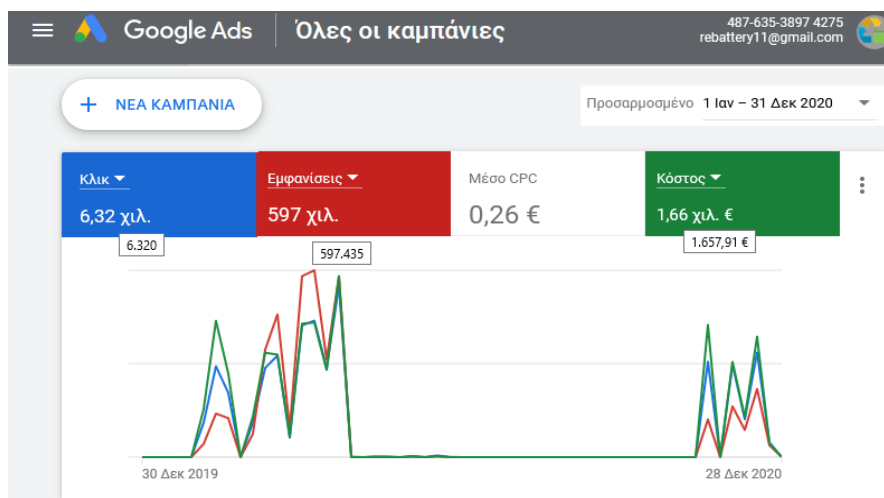 Google Ads Όλες οι καμπάνιες
487-635-3897 4275
rebattery11@gmail.com
+ ΝΕΑ ΚΑΜΠΑΝΙΑ
Προσαρμοσμένο 1 Ιαν – 31 Δεκ 2020
Κλικ
6,32 χιλ.
6.320
Εμφανίσεις
597 χιλ.
597.435
Μέσο CPC
0,26 €
Κόστος
1,66 χιλ. €
1.657,91 €
30 Δεκ 2019
28 Δεκ 2020